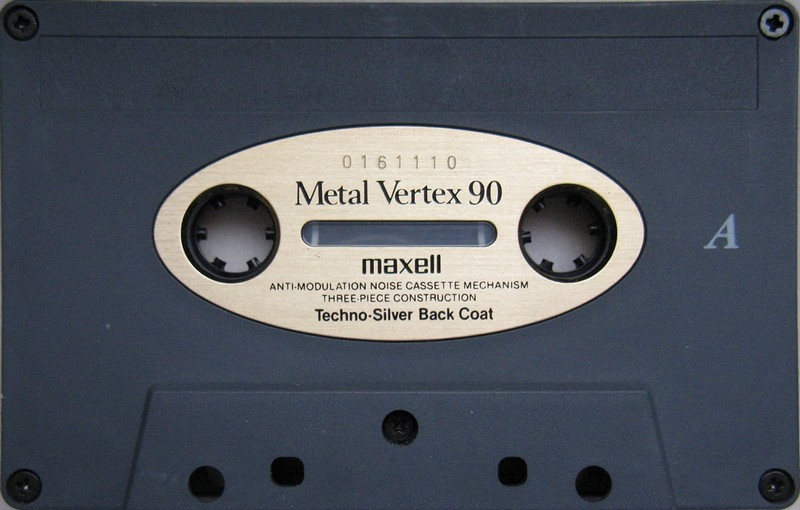 0161110
Metal Vertex 90
maxell
A
ANTI-MODULATION NOISE CASSETTE MECHANISM
THREE-PIECE CONSTRUCTION
Techno-Silver Back Coat